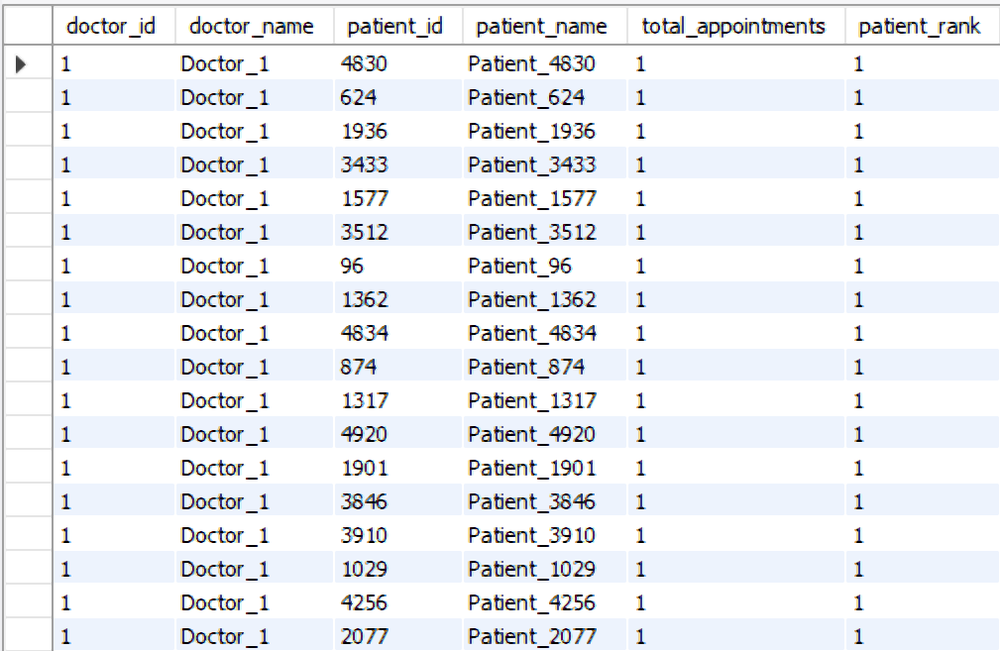 doctor_id doctor_name patient_id patient_name total_appointments patient_rank
1 Doctor_1 4830 Patient_4830 1 1
1 Doctor_1 624 Patient_624 1 1
1 Doctor_1 1936 Patient_1936 1 1
1 Doctor_1 3433 Patient_3433 1 1
1 Doctor_1 1577 Patient_1577 1 1
1 Doctor_1 3512 Patient_3512 1 1
1 Doctor_1 96 Patient_96 1 1
1 Doctor_1 1362 Patient_1362 1 1
1 Doctor_1 4834 Patient_4834 1 1
1 Doctor_1 874 Patient_874 1 1
1 Doctor_1 1317 Patient_1317 1 1
1 Doctor_1 4920 Patient_4920 1 1
1 Doctor_1 1901 Patient_1901 1 1
1 Doctor_1 3846 Patient_3846 1 1
1 Doctor_1 3910 Patient_3910 1 1
1 Doctor_1 1029 Patient_1029 1 1
1 Doctor_1 4256 Patient_4256 1 1
1 Doctor_1 2077 Patient_2077 1 1